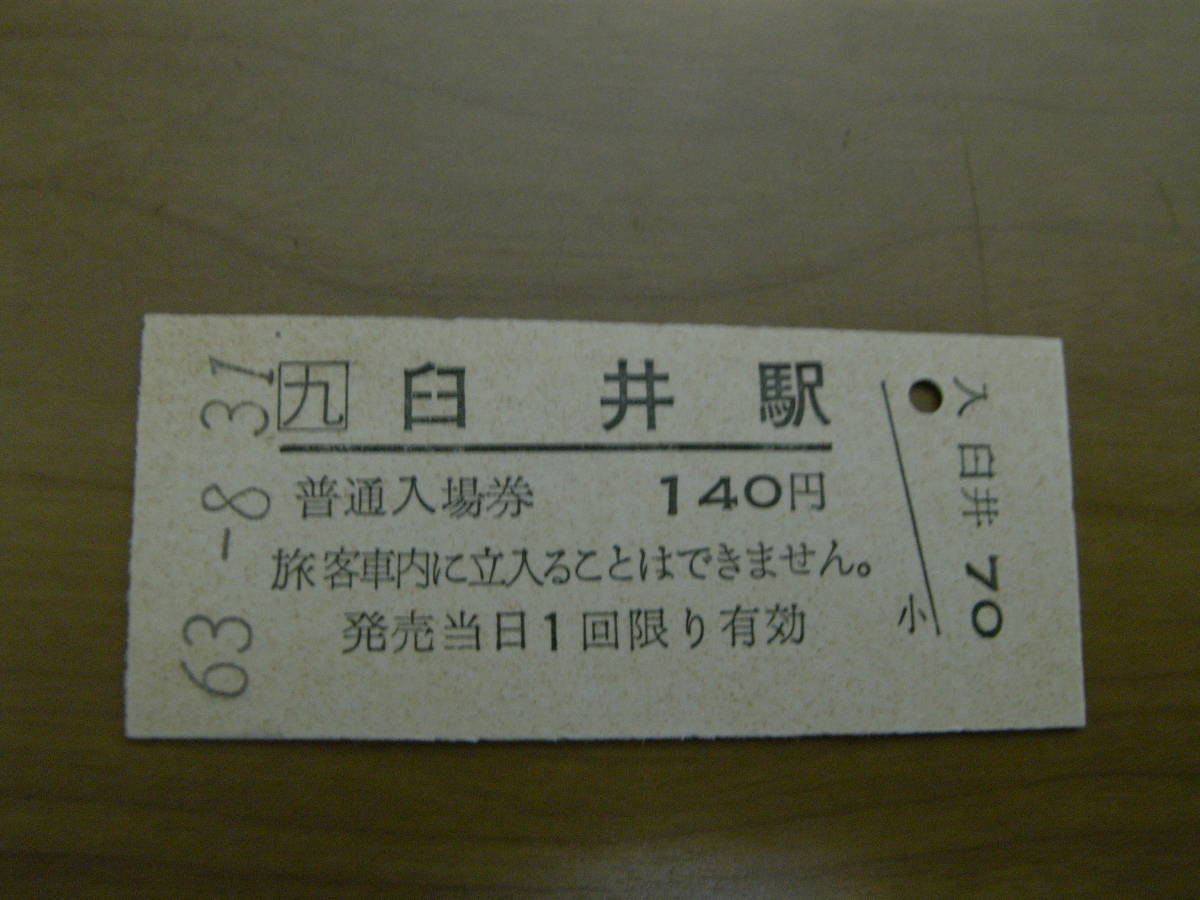 63-8 31
九 臼井駅
普通入場券 140円
旅客車内に立入ることはできません。
発売当日1回限り有効
小
入 臼井 70